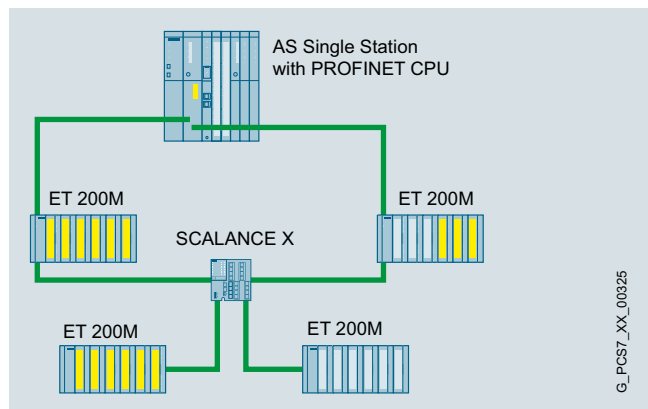 AS Single Station
with PROFINET CPU
ET 200M
ET 200M
SCALANCE X
ET 200M
ET 200M
G_PCS7_XX_00325